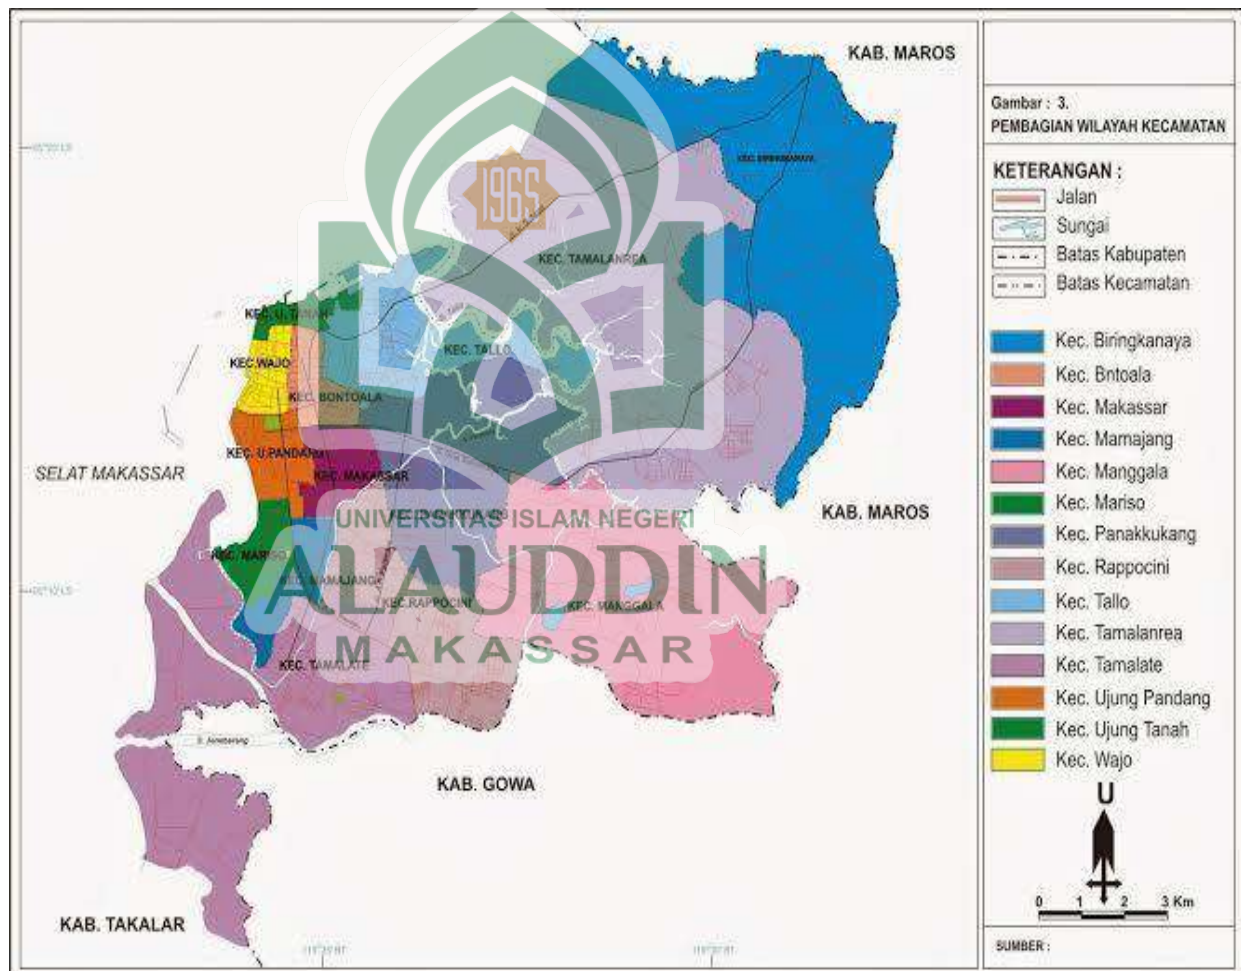 KAB. MAROS
1965
KEC. BIRINGKANAYA
KEC. TAMALANREA
KEC. U. TANAH
KEC. TALLO
KEC.WAJO
KEC. BONTOALA
KEC. U.PANDANG
KEC. MAKASSAR
SELAT MAKASSAR
KAB. MAROS
UNIVERSITAS ISLAM NEGERI
KEC. MARISO
KEC. MAMAJANG
ALAUDDIN
KEC.RAPPOCINI
KEC. MANGGALA
MAKASSAR
KEC. TAMALATE
S. Jeneberang
KAB. GOWA
KAB. TAKALAR
Gambar : 3.
PEMBAGIAN WILAYAH KECAMATAN
KETERANGAN :
Jalan
Sungai
Batas Kabupaten
Batas Kecamatan
Kec. Biringkanaya
Kec. Bntoala
Kec. Makassar
Kec. Mamajang
Kec. Manggala
Kec. Mariso
Kec. Panakkukang
Kec. Rappocini
Kec. Tallo
Kec. Tamalanrea
Kec. Tamalate
Kec. Ujung Pandang
Kec. Ujung Tanah
Kec. Wajo
U
0 1 2 3 Km
SUMBER :